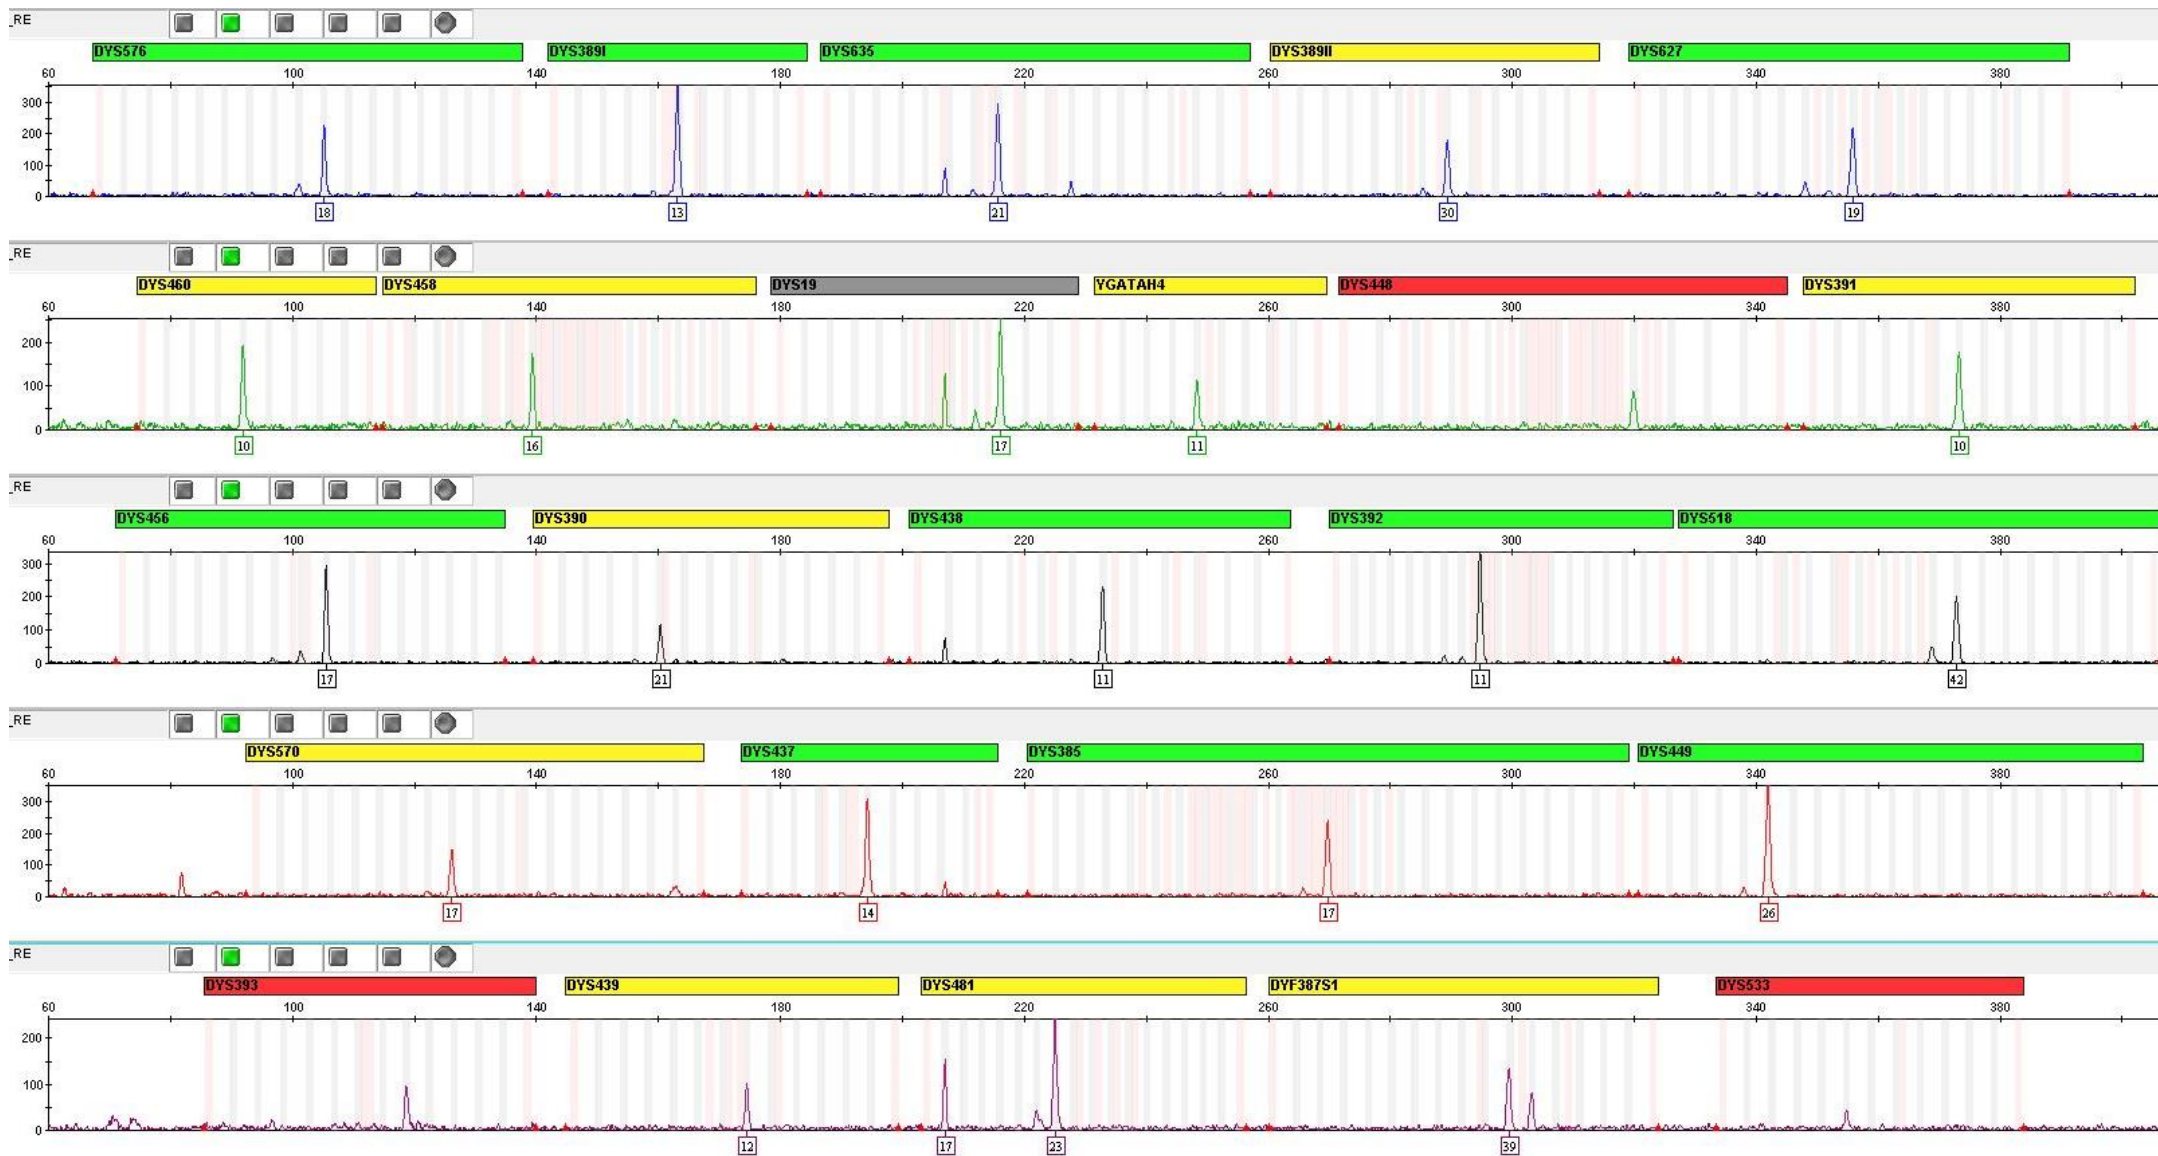 _RE
DYS576 DYS389I DYS635 DYS389II DYS627
60 100 140 180 220 260 300 340 380
300
200
100
0
18 13 21 30 19
_RE
DYS460 DYS458 DYS19 YGATAH4 DYS448 DYS391
60 100 140 180 220 260 300 340 380
200
100
0
10 16 17 11 10
_RE
DYS456 DYS390 DYS438 DYS392 DYS518
60 100 140 180 220 260 300 340 380
300
200
100
0
17 21 11 11 42
_RE
DYS570 DYS437 DYS385 DYS449
60 100 140 180 220 260 300 340 380
300
200
100
0
17 14 17 26
_RE
DYS393 DYS439 DYS481 DYF387S1 DYS533
60 100 140 180 220 260 300 340 380
200
100
0
12 17 23 39